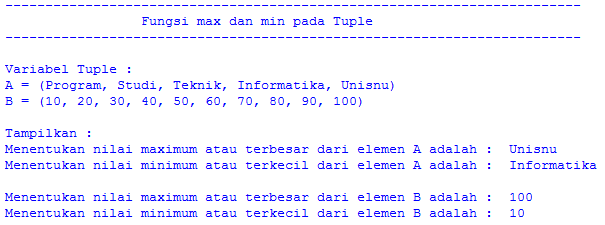 ------------------------------------------------------------------------
Fungsi max dan min pada Tuple
------------------------------------------------------------------------
Variabel Tuple :
A = (Program, Studi, Teknik, Informatika, Unisnu)
B = (10, 20, 30, 40, 50, 60, 70, 80, 90, 100)
Tampilkan :
Menentukan nilai maximum atau terbesar dari elemen A adalah :  Unisnu
Menentukan nilai minimum atau terkecil dari elemen A adalah :  Informatika
Menentukan nilai maximum atau terbesar dari elemen B adalah :  100
Menentukan nilai minimum atau terkecil dari elemen B adalah :  10